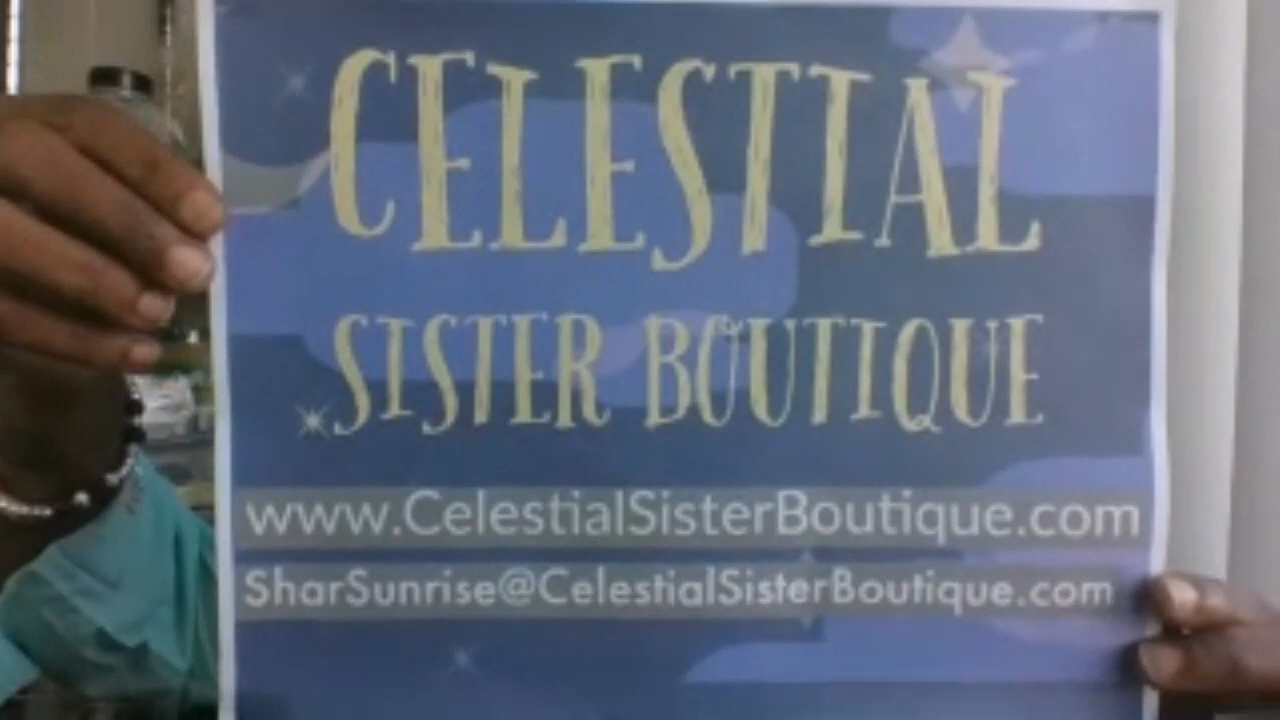 CELESTIAL
SISTER BOUTIQUE
www.CelestialSisterBoutique.com
SharSunrise@CelestialSisterBoutique.com